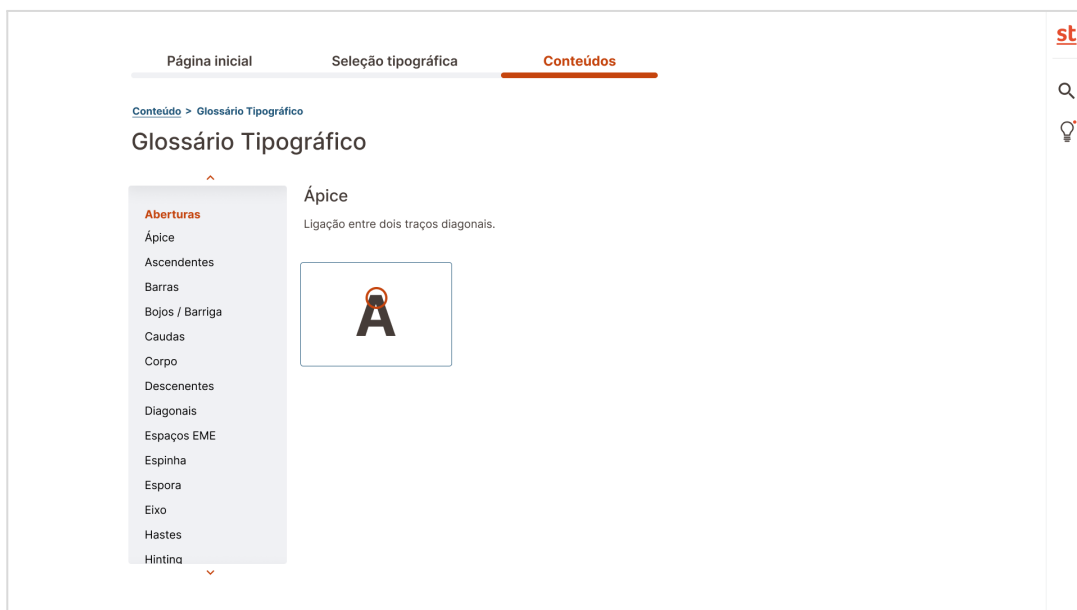 st
Página inicial
Seleção tipográfica
Conteúdos
Conteúdo > Glossário Tipográfico
Glossário Tipográfico
Aberturas
Ápice
Ascendentes
Barras
Bojos / Barriga
Caudas
Corpo
Descenentes
Diagonais
Espaços EME
Espinha
Espora
Eixo
Hastes
Hinting
Ápice
Ligação entre dois traços diagonais.
A